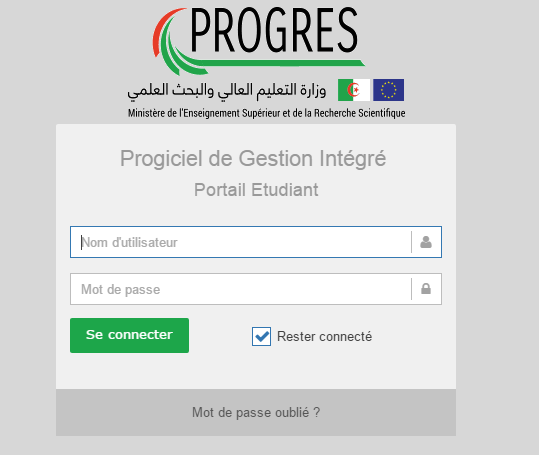 PROGRES
وزارة التعليم العالي والبحث العلمي
Ministère de l'Enseignement Supérieur et de la Recherche Scientifique
Progiciel de Gestion Intégré
Portail Etudiant
Nom d'utilisateur
Mot de passe
Se connecter
Rester connecté
Mot de passe oublié ?